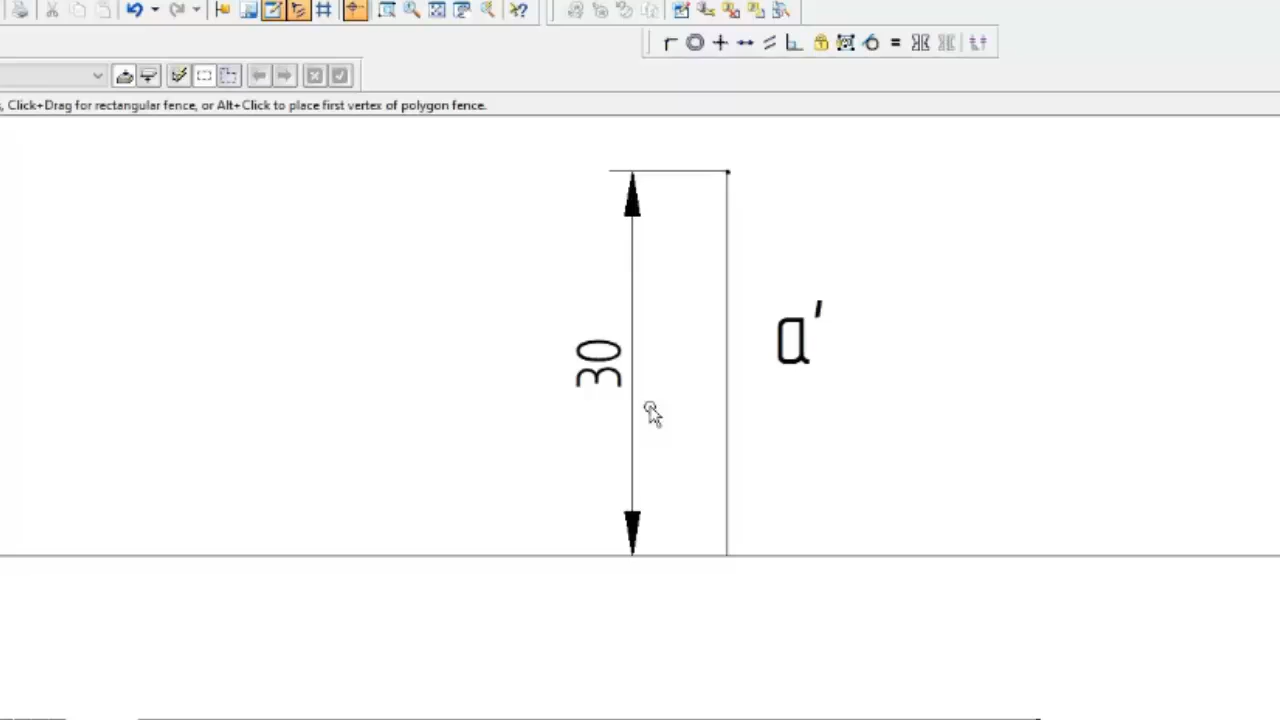 , Click+Drag for rectangular fence, or Alt+Click to place first vertex of polygon fence.
30
a'